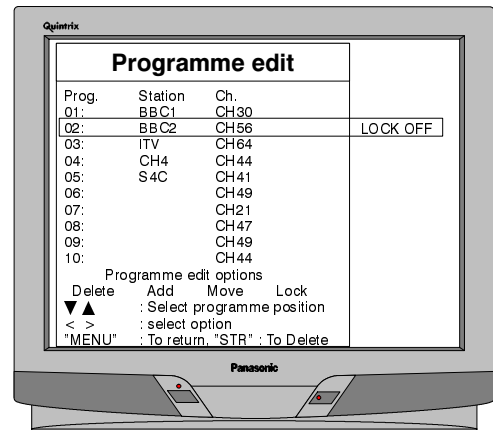 Quintrix
Programme edit
Prog. Station Ch.
01: BBC1 CH30
02: BBC2 CH56 LOCK OFF
03: ITV CH64
04: CH4 CH44
05: S4C CH41
06: CH49
07: CH21
08: CH47
09: CH49
10: CH44
Programme edit options
Delete Add Move Lock
▼ ▲ : Select programme position
< > : select option
"MENU" : To return, "STR" : To Delete
Panasonic